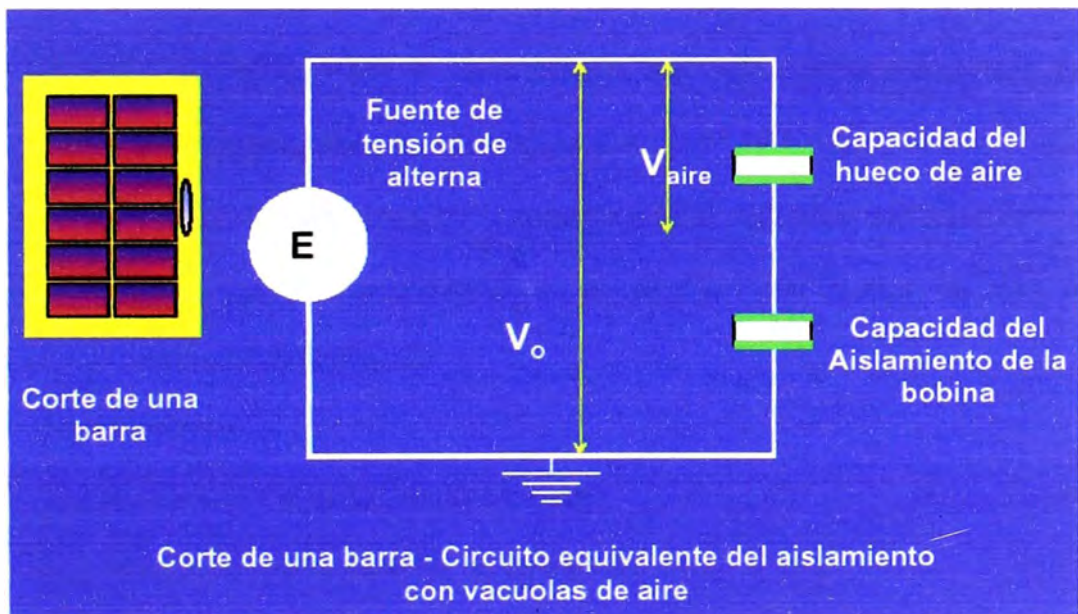 Fuente de
tensión de
alterna
V aire
Capacidad del
hueco de aire
E
V o
Capacidad del
Aislamiento de la
bobina
Corte de una
barra
Corte de una barra - Circuito equivalente del aislamiento
con vacuolas de aire